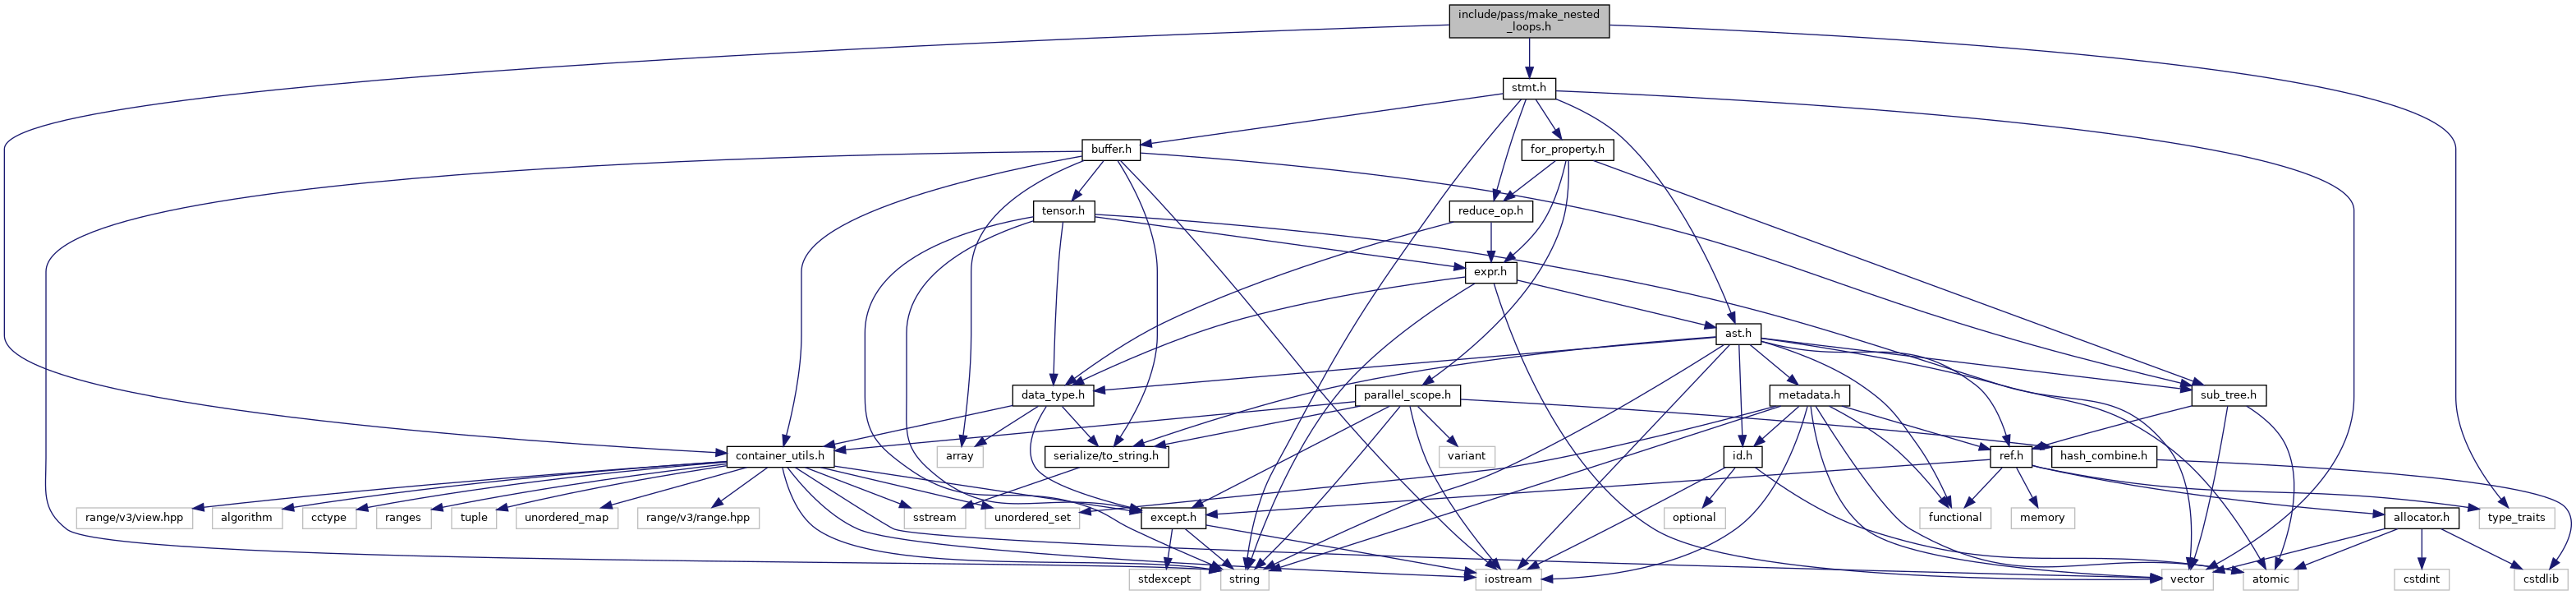 include/pass/make_nested
_loops.h
stmt.h
buffer.h
for_property.h
tensor.h
reduce_op.h
expr.h
ast.h
data_type.h
parallel_scope.h
metadata.h
sub_tree.h
container_utils.h
array
serialize/to_string.h
variant
id.h
ref.h
hash_combine.h
range/v3/view.hpp
algorithm
cctype
ranges
tuple
unordered_map
range/v3/range.hpp
sstream
unordered_set
except.h
optional
functional
memory
allocator.h
type_traits
stdexcept
string
iostream
vector
atomic
cstdint
cstdlib